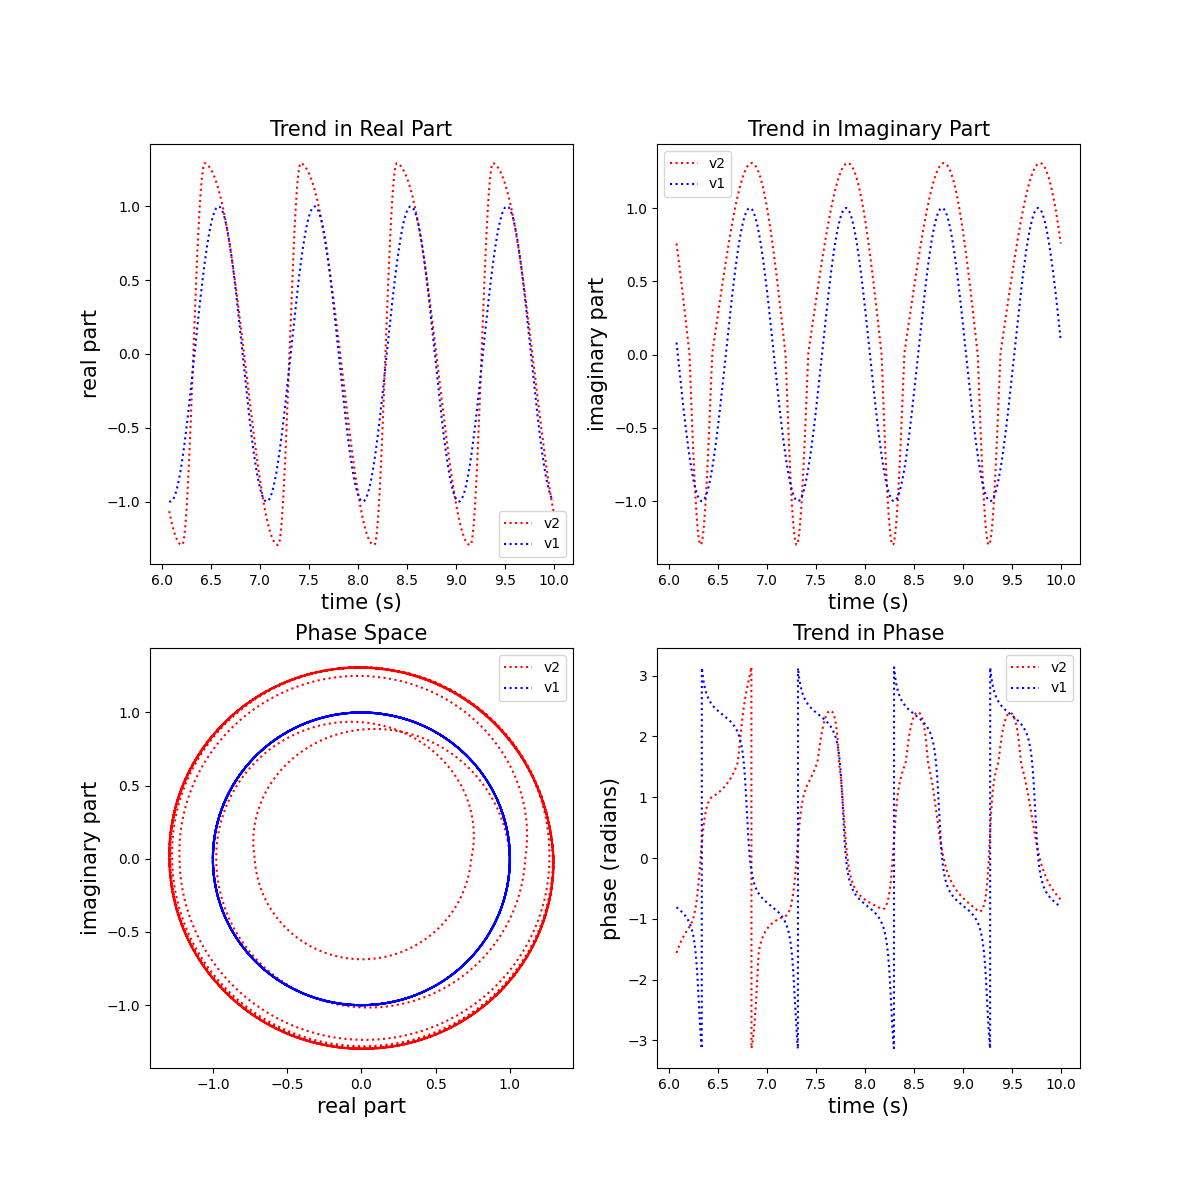 Trend in Real Part
real part
1.0
0.5
0.0
−0.5
−1.0
6.0 6.5 7.0 7.5 8.0 8.5 9.0 9.5 10.0
time (s)
v2
v1
Trend in Imaginary Part
imaginary part
1.0
0.5
0.0
−0.5
−1.0
6.0 6.5 7.0 7.5 8.0 8.5 9.0 9.5 10.0
time (s)
v2
v1
Phase Space
imaginary part
1.0
0.5
0.0
−0.5
−1.0
−1.0 −0.5 0.0 0.5 1.0
real part
v2
v1
Trend in Phase
phase (radians)
3
2
1
0
−1
−2
−3
6.0 6.5 7.0 7.5 8.0 8.5 9.0 9.5 10.0
time (s)
v2
v1